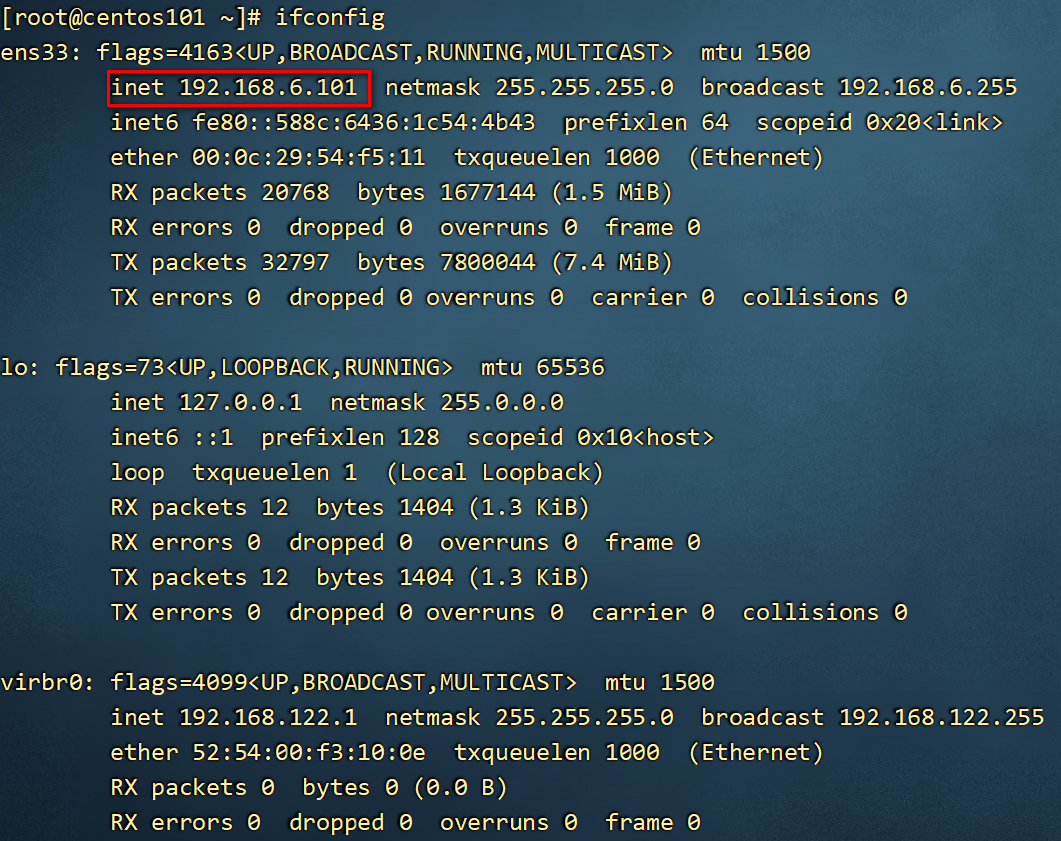 [root@centos101 ~]# ifconfig
ens33: flags=4163<UP,BROADCAST,RUNNING,MULTICAST>  mtu 1500
        inet 192.168.6.101  netmask 255.255.255.0  broadcast 192.168.6.255
        inet6 fe80::588c:6436:1c54:4b43  prefixlen 64  scopeid 0x20<link>
        ether 00:0c:29:54:f5:11  txqueuelen 1000  (Ethernet)
        RX packets 20768  bytes 1677144 (1.5 MiB)
        RX errors 0  dropped 0  overruns 0  frame 0
        TX packets 32797  bytes 7800044 (7.4 MiB)
        TX errors 0  dropped 0 overruns 0  carrier 0  collisions 0

lo: flags=73<UP,LOOPBACK,RUNNING>  mtu 65536
        inet 127.0.0.1  netmask 255.0.0.0
        inet6 ::1  prefixlen 128  scopeid 0x10<host>
        loop  txqueuelen 1  (Local Loopback)
        RX packets 12  bytes 1404 (1.3 KiB)
        RX errors 0  dropped 0  overruns 0  frame 0
        TX packets 12  bytes 1404 (1.3 KiB)
        TX errors 0  dropped 0 overruns 0  carrier 0  collisions 0

virbr0: flags=4099<UP,BROADCAST,MULTICAST>  mtu 1500
        inet 192.168.122.1  netmask 255.255.255.0  broadcast 192.168.122.255
        ether 52:54:00:f3:10:0e  txqueuelen 1000  (Ethernet)
        RX packets 0  bytes 0 (0.0 B)
        RX errors 0  dropped 0  overruns 0  frame 0